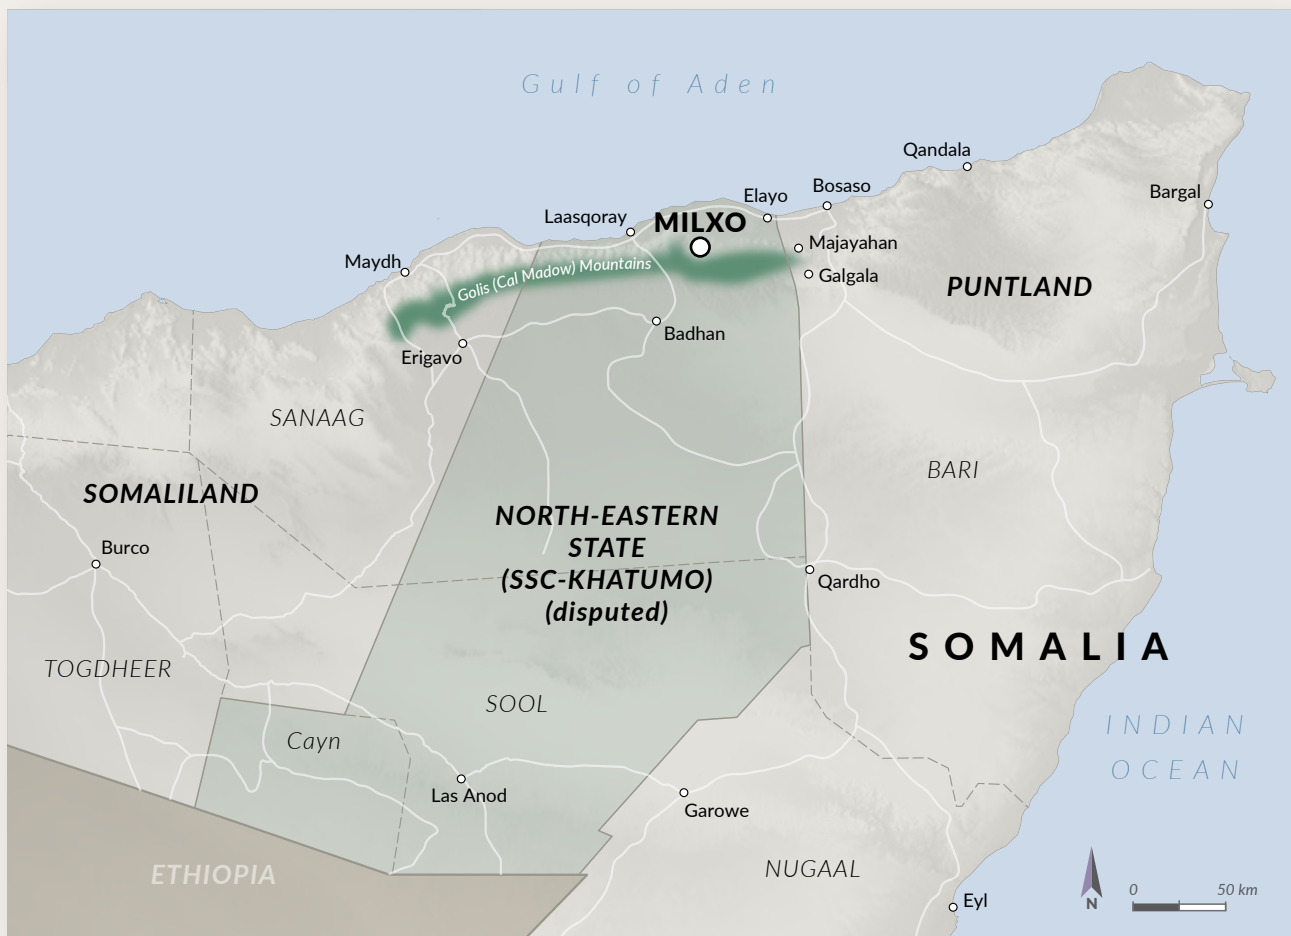 Gulf of Aden
Qandala
Bargal
Bosaso
Elayo
Laasqoray
MILXO
Majayahan
Maydh
Golis (Cal Madow) Mountains
Galgala
PUNTLAND
Badhan
Erigavo
SANAAG
BARI
SOMALILAND
NORTH-EASTERN
STATE
(SSC-KHATUMO)
(disputed)
Burco
Qardho
SOMALIA
TOGDHEER
SOOL
INDIAN
OCEAN
Cayn
Las Anod
Garowe
ETHIOPIA
NUGAAL
Eyl
0 50 km
N